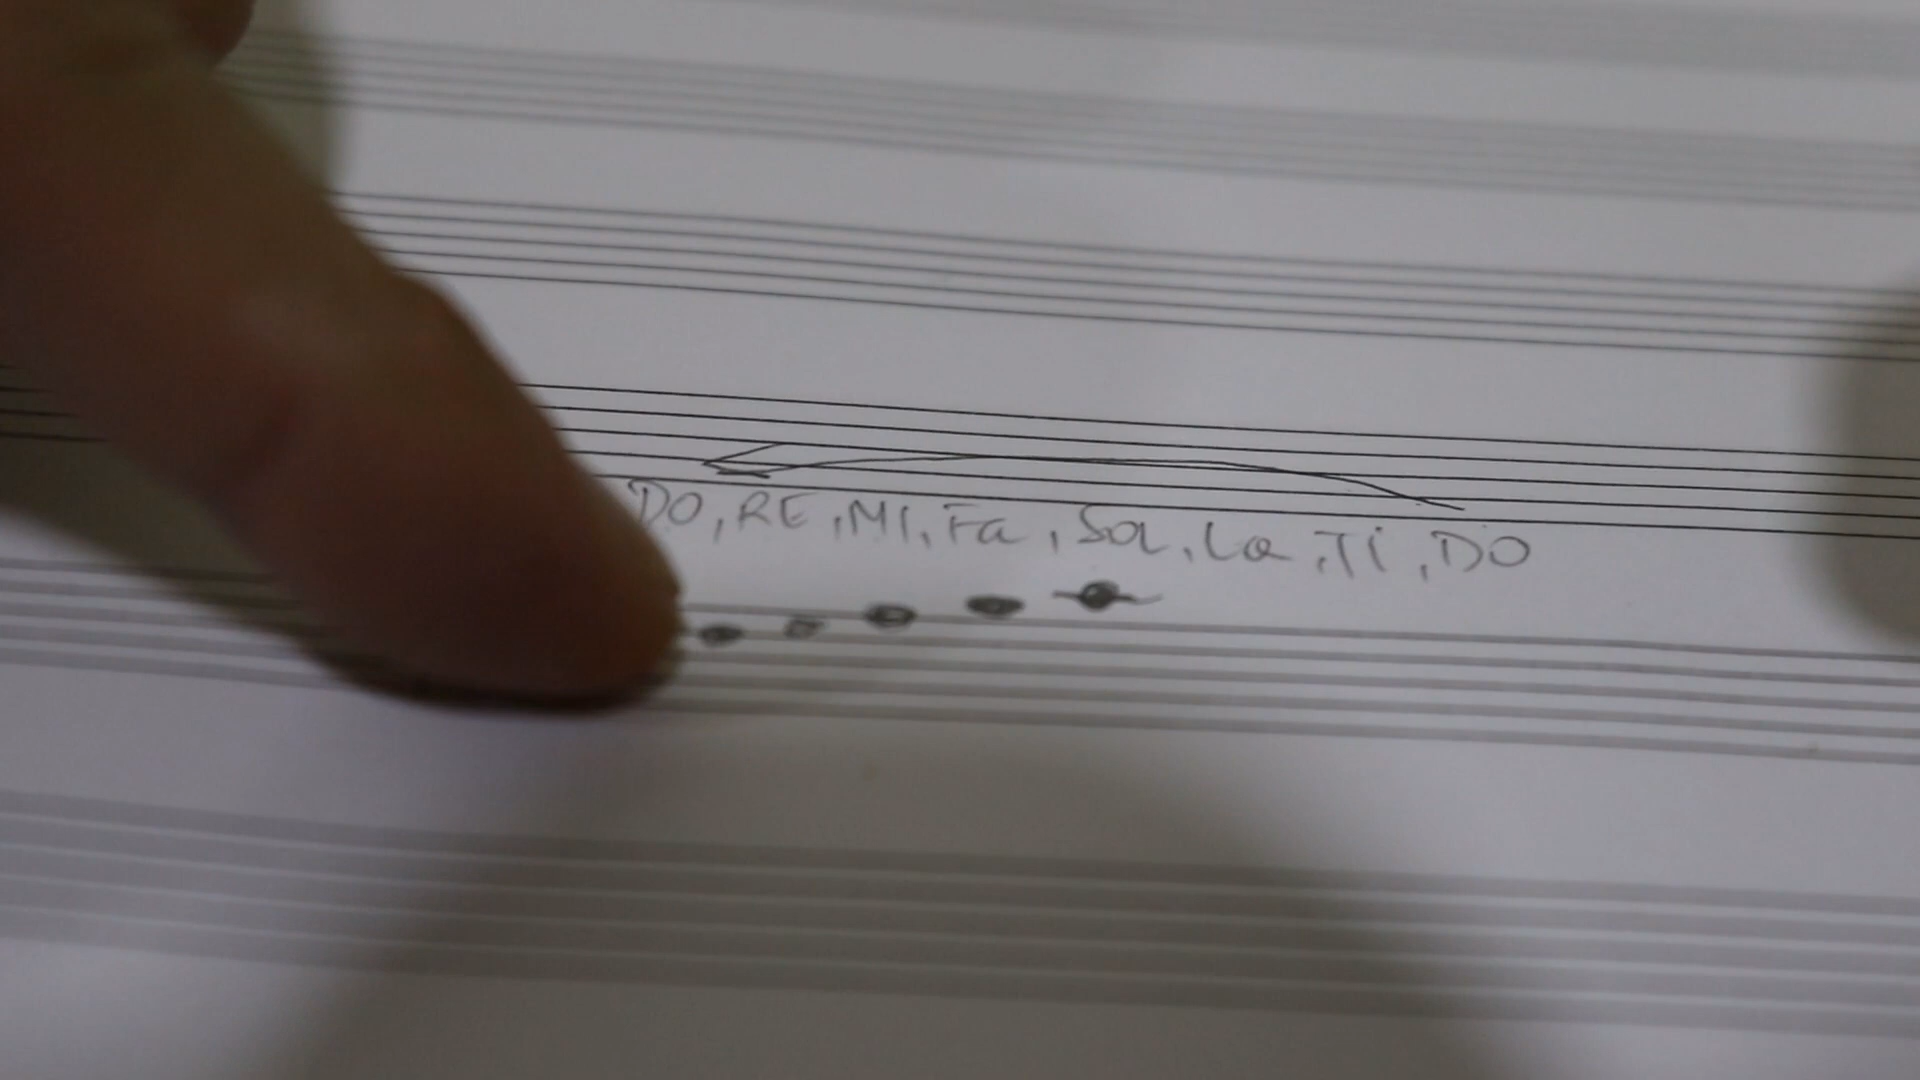 DO, RE, MI, Fa, Sol, La, Ti, DO